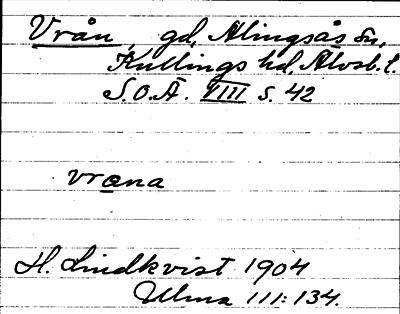 Vrån, gd, Alingsås sn,
Kullings hd, Älvsb. l.
S.O.Ä. VIII s. 42
vrana
H. Lindkvist 1904
Ulma 111:134.